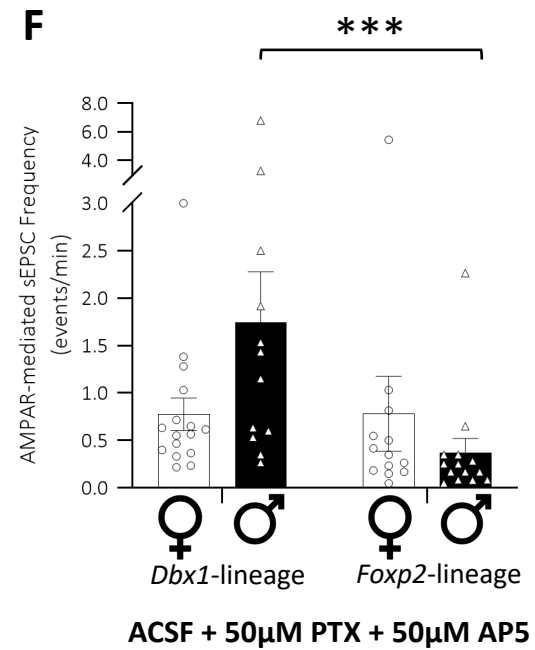 F
***
AMPAR-mediated sEPSC Frequency
(events/min)
8.0
6.0
4.0
3.0
2.5
2.0
1.5
1.0
0.5
0.0
♀ ♂ ♀ ♂
Dbx1-lineage Foxp2-lineage
ACSF + 50µM PTX + 50µM AP5